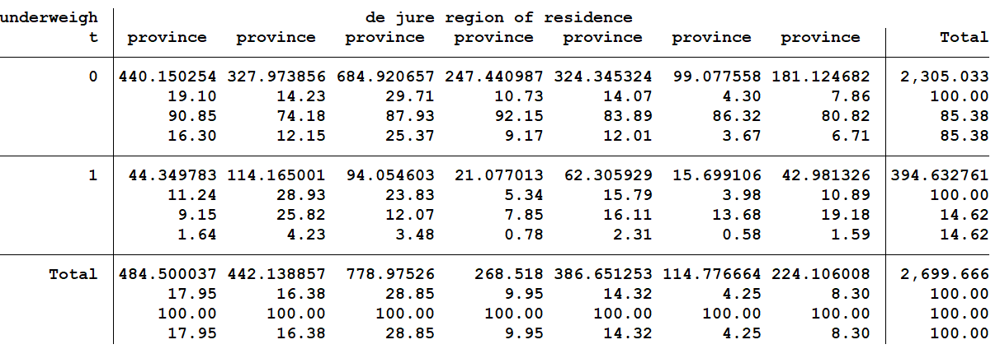 underweigh de jure region of residence
t province province province province province province province Total
0 440.150254 327.973856 684.920657 247.440987 324.345324 99.077558 181.124682 2,305.033
19.10 14.23 29.71 10.73 14.07 4.30 7.86 100.00
90.85 74.18 87.93 92.15 83.89 86.32 80.82 85.38
16.30 12.15 25.37 9.17 12.01 3.67 6.71 85.38
1 44.349783 114.165001 94.054603 21.077013 62.305929 15.699106 42.981326 394.632761
11.24 28.93 23.83 5.34 15.79 3.98 10.89 100.00
9.15 25.82 12.07 7.85 16.11 13.68 19.18 14.62
1.64 4.23 3.48 0.78 2.31 0.58 1.59 14.62
Total 484.500037 442.138857 778.97526 268.518 386.651253 114.776664 224.106008 2,699.666
17.95 16.38 28.85 9.95 14.32 4.25 8.30 100.00
100.00 100.00 100.00 100.00 100.00 100.00 100.00 100.00
17.95 16.38 28.85 9.95 14.32 4.25 8.30 100.00